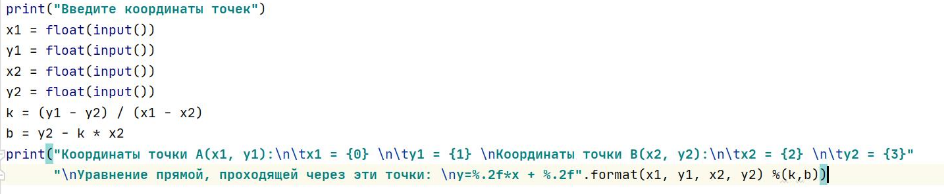 print("Введите координаты точек")
x1 = float(input())
y1 = float(input())
x2 = float(input())
y2 = float(input())
k = (y1 - y2) / (x1 - x2)
b = y2 - k * x2
print("Координаты точки A(x1, y1):\n\tx1 = {0} \n\ty1 = {1} \nКоординаты точки B(x2, y2):\n\tx2 = {2} \n\ty2 = {3}"
"\nУравнение прямой, проходящей через эти точки: \ny=%.2f*x + %.2f".format(x1, y1, x2, y2) %(k,b))